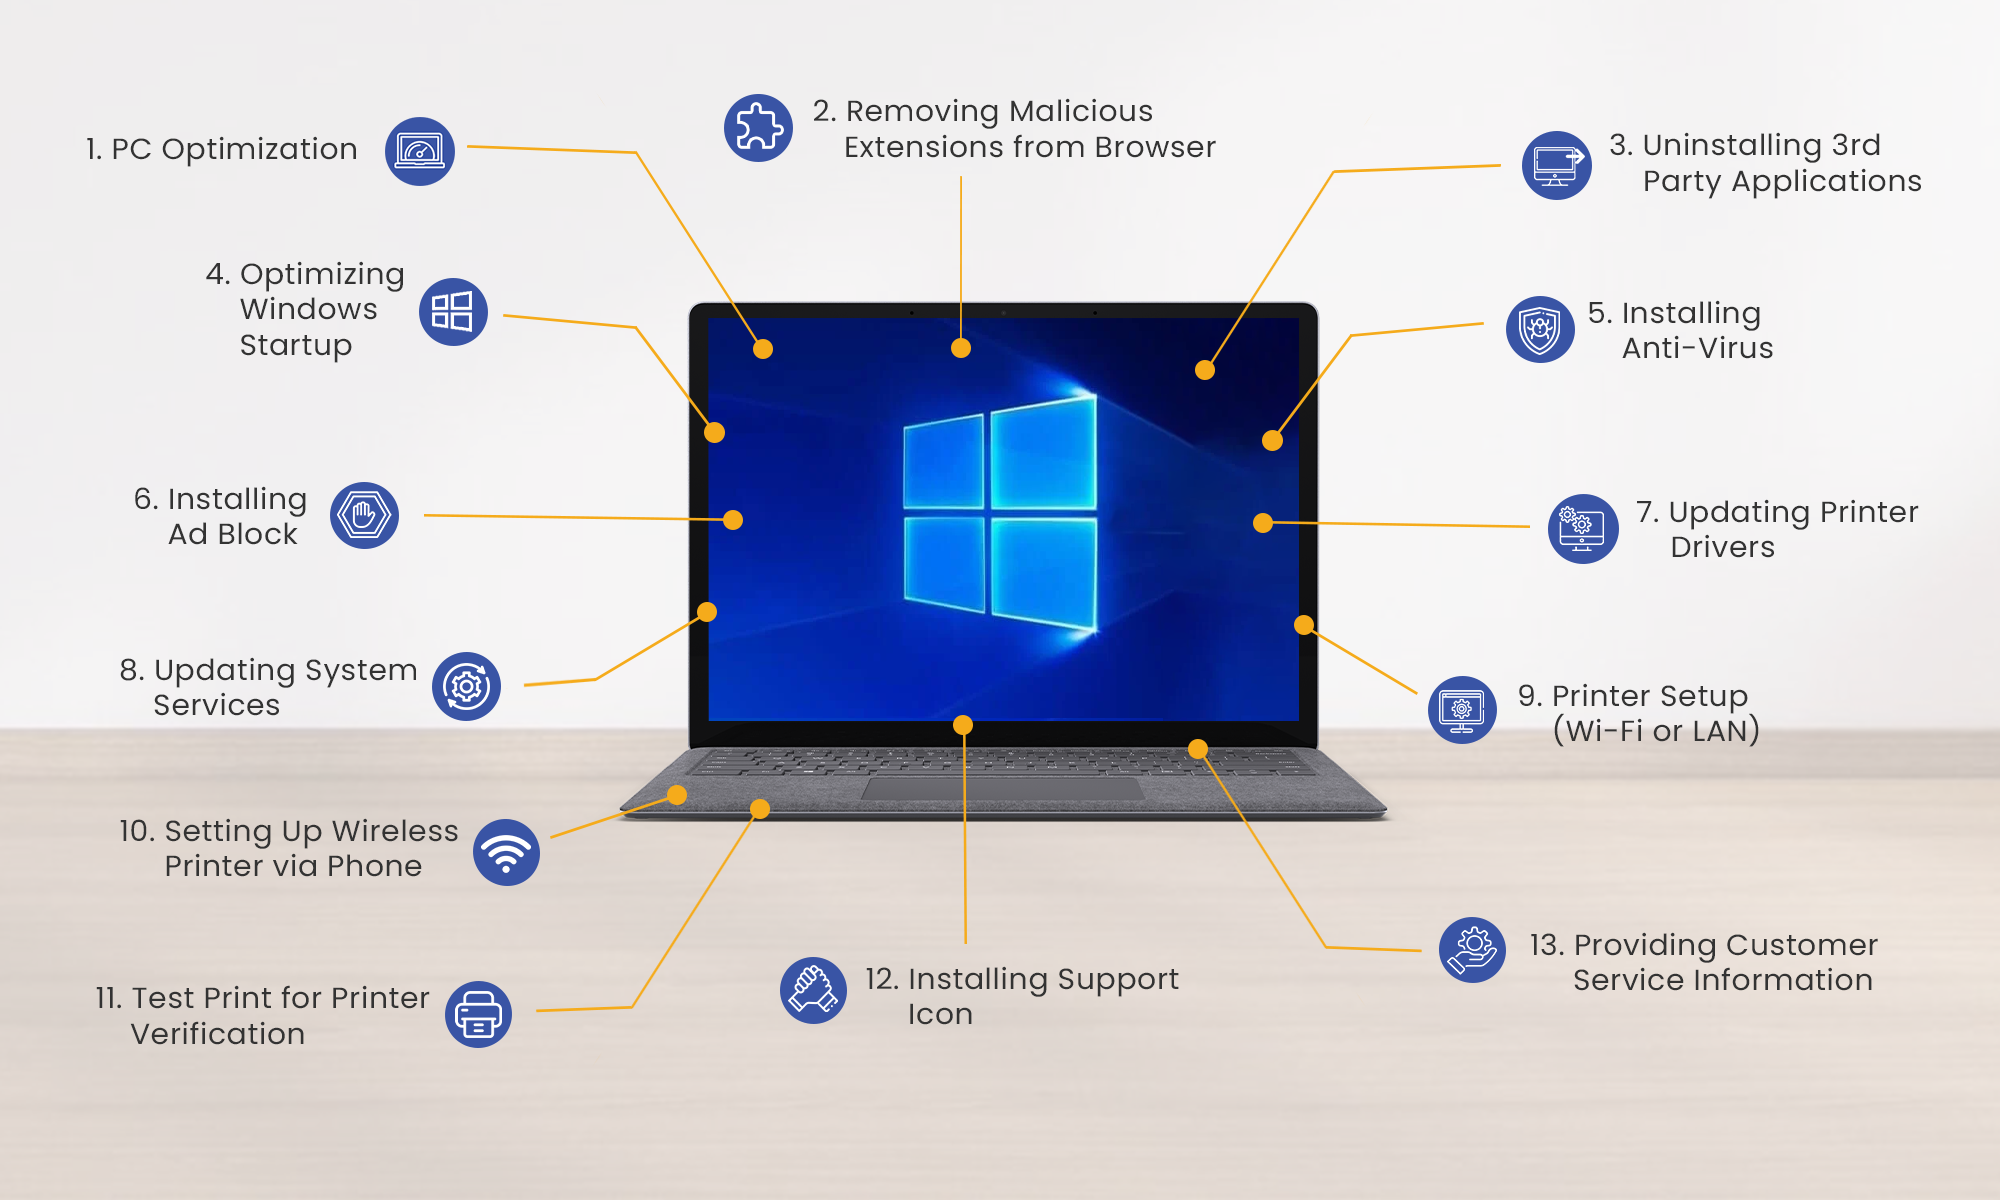 1. PC Optimization
2. Removing Malicious
Extensions from Browser
3. Uninstalling 3rd
Party Applications
4. Optimizing
Windows
Startup
5. Installing
Anti-Virus
6. Installing
Ad Block
7. Updating Printer
Drivers
8. Updating System
Services
9. Printer Setup
(Wi-Fi or LAN)
10. Setting Up Wireless
Printer via Phone
11. Test Print for Printer
Verification
12. Installing Support
Icon
13. Providing Customer
Service Information